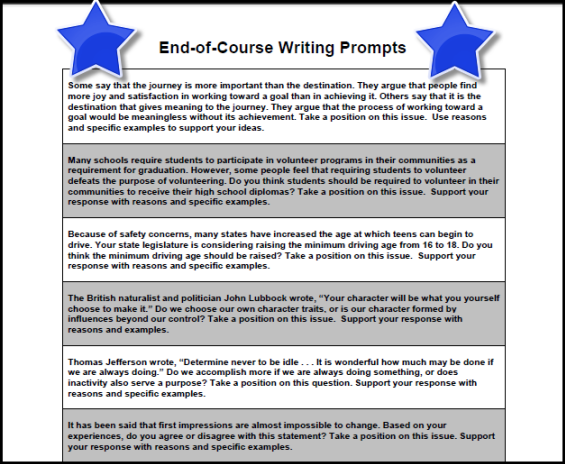 End-of-Course Writing Prompts
Some say that the journey is more important than the destination. They argue that people find
more joy and satisfaction in working toward a goal than in achieving it. Others say that it is the
destination that gives meaning to the journey. They argue that the process of working toward a
goal would be meaningless without its achievement. Take a position on this issue. Use reasons
and specific examples to support your ideas.
Many schools require students to participate in volunteer programs in their communities as a
requirement for graduation. However, some people feel that requiring students to volunteer
defeats the purpose of volunteering. Do you think students should be required to volunteer in their
communities to receive their high school diplomas? Take a position on this issue. Support your
response with reasons and specific examples.
Because of safety concerns, many states have increased the age at which teens can begin to
drive. Your state legislature is considering raising the minimum driving age from 16 to 18. Do you
think the minimum driving age should be raised? Take a position on this issue. Support your
response with reasons and specific examples.
The British naturalist and politician John Lubbock wrote, “Your character will be what you yourself
choose to make it.” Do we choose our own character traits, or is our character formed by
influences beyond our control? Take a position on this issue. Support your response with
reasons and examples.
Thomas Jefferson wrote, “Determine never to be idle . . . It is wonderful how much may be done if
we are always doing.” Do we accomplish more if we are always doing something, or does
inactivity also serve a purpose? Take a position on this question. Support your response with
reasons and specific examples.
It has been said that first impressions are almost impossible to change. Based on your
experiences, do you agree or disagree with this statement? Take a position on this issue. Support
your response with reasons and specific examples.